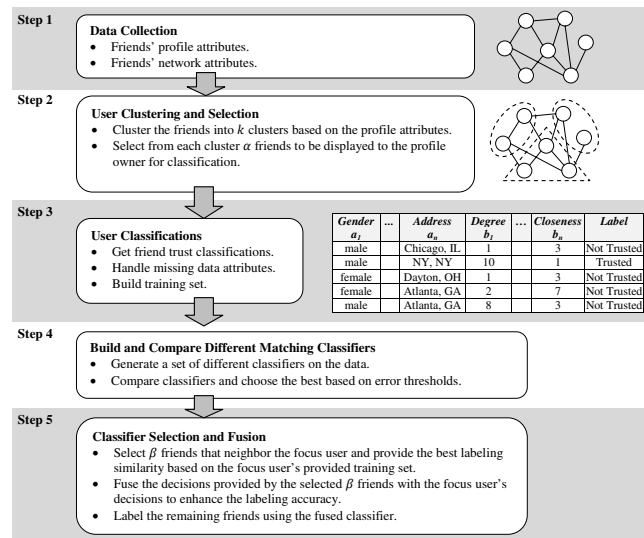 Step 1
Data Collection
• Friends' profile attributes.
• Friends' network attributes.
Step 2
User Clustering and Selection
• Cluster the friends into k clusters based on the profile attributes.
• Select from each cluster α friends to be displayed to the profile
owner for classification.
Step 3
User Classifications
• Get friend trust classifications.
• Handle missing data attributes.
• Build training set.
Gender ... Address Degree … Closeness Label
a1 an b1 bn
male Chicago, IL 1 3 Not Trusted
male NY, NY 10 1 Trusted
female Dayton, OH 1 3 Not Trusted
female Atlanta, GA 2 7 Not Trusted
male Atlanta, GA 8 3 Not Trusted
Step 4
Build and Compare Different Matching Classifiers
• Generate a set of different classifiers on the data.
• Compare classifiers and choose the best based on error thresholds.
Step 5
Classifier Selection and Fusion
• Select β friends that neighbor the focus user and provide the best labeling
similarity based on the focus user's provided training set.
• Fuse the decisions provided by the selected β friends with the focus user's
decisions to enhance the labeling accuracy.
• Label the remaining friends using the fused classifier.